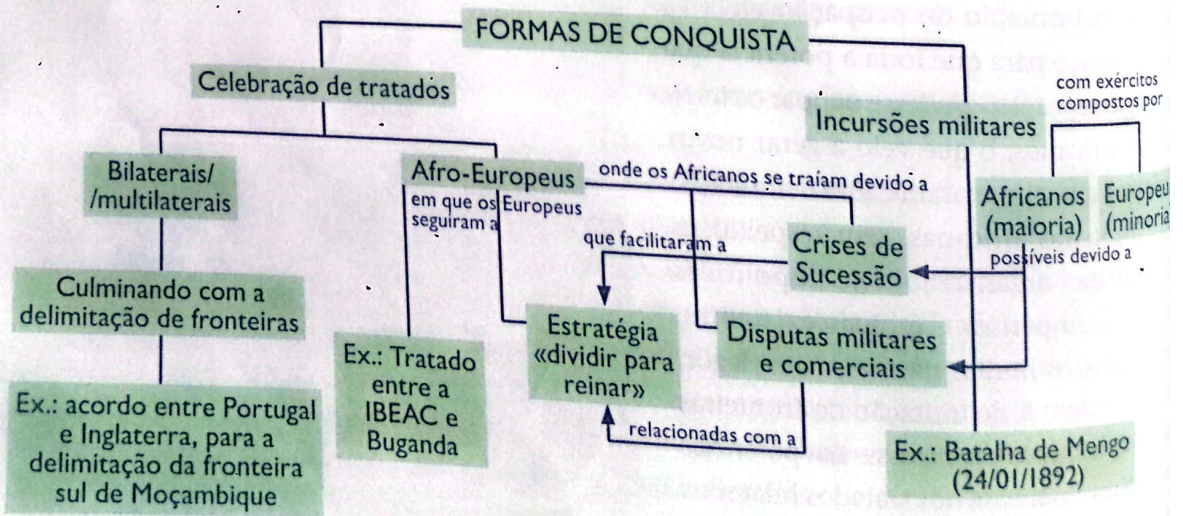 FORMAS DE CONQUISTA
Celebração de tratados
Incursões militares
com exércitos
compostos por
Bilaterais/
/multilaterais
Afro-Europeus
em que os Europeus
seguiram a
onde os Africanos se traíam devido a
Africanos
(maioria)
possíveis devido a
Europeu
(minoria
que facilitaram a
Crises de
Sucessão
Culminando com a
delimitação de fronteiras
Ex.: Tratado
entre a
IBEAC e
Buganda
Estratégia
«dividir para
reinar»
Disputas militares
e comerciais
relacionadas com a
Ex.: acordo entre Portugal
e Inglaterra, para a
delimitação da fronteira
sul de Moçambique
Ex.: Batalha de Mengo
(24/01/1892)